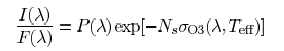 I(λ)/F(λ) = P(λ) exp[−N_s σ_O3(λ, T_eff)]